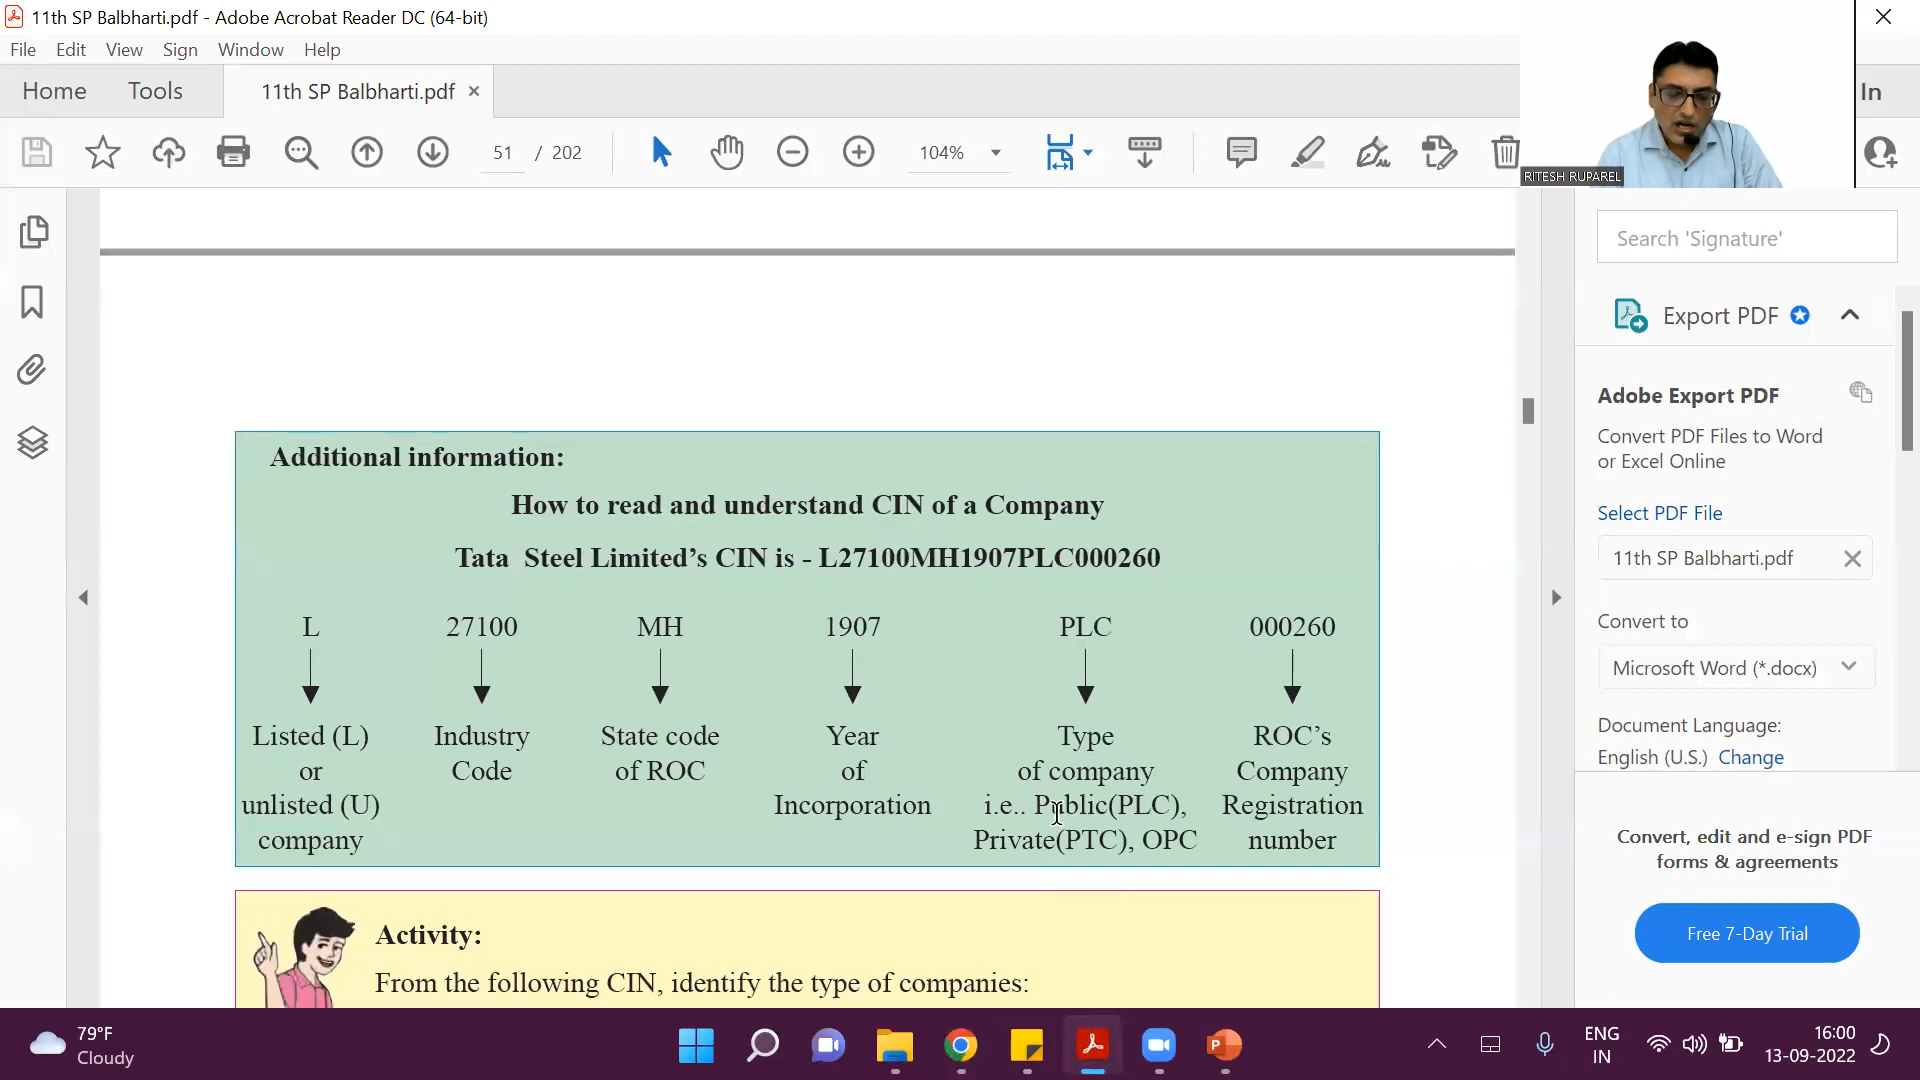 11th SP Balbharti.pdf - Adobe Acrobat Reader DC (64-bit)
File Edit View Sign Window Help
Home Tools 11th SP Balbharti.pdf × In
51 / 202 104%
RITESH RUPAREL
Search 'Signature'
Export PDF
Adobe Export PDF
Convert PDF Files to Word
or Excel Online
Select PDF File
11th SP Balbharti.pdf
Convert to
Microsoft Word (*.docx)
Document Language:
English (U.S.) Change
Convert, edit and e-sign PDF
forms & agreements
Free 7-Day Trial
Additional information:
How to read and understand CIN of a Company
Tata Steel Limited's CIN is - L27100MH1907PLC000260
L 27100 MH 1907 PLC 000260
Listed (L) Industry State code Year Type ROC's
or Code of ROC of of company Company
unlisted (U) Incorporation i.e.. Public(PLC), Registration
company Private(PTC), OPC number
Activity:
From the following CIN, identify the type of companies:
79°F
Cloudy
ENG
IN
16:00
13-09-2022